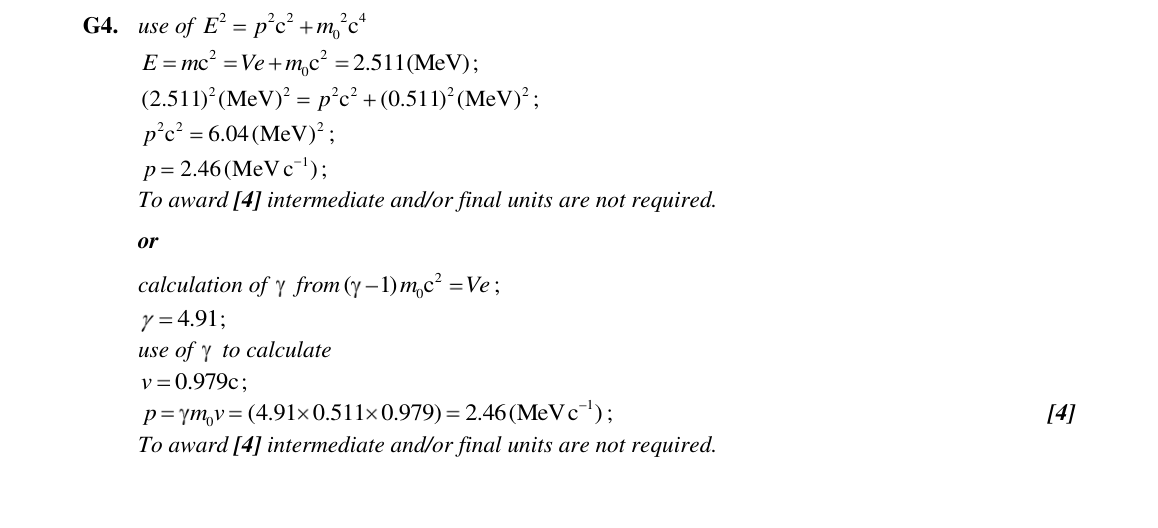 G4. use of E² = p²c² + m₀²c⁴
E = mc² = Ve + m₀c² = 2.511(MeV);
(2.511)²(MeV)² = p²c² + (0.511)²(MeV)²;
p²c² = 6.04(MeV)²;
p = 2.46(MeV c⁻¹);
To award [4] intermediate and/or final units are not required.
or
calculation of γ from (γ−1)m₀c² = Ve;
γ = 4.91;
use of γ to calculate
v = 0.979c;
p = γm₀v = (4.91×0.511×0.979) = 2.46(MeV c⁻¹); [4]
To award [4] intermediate and/or final units are not required.